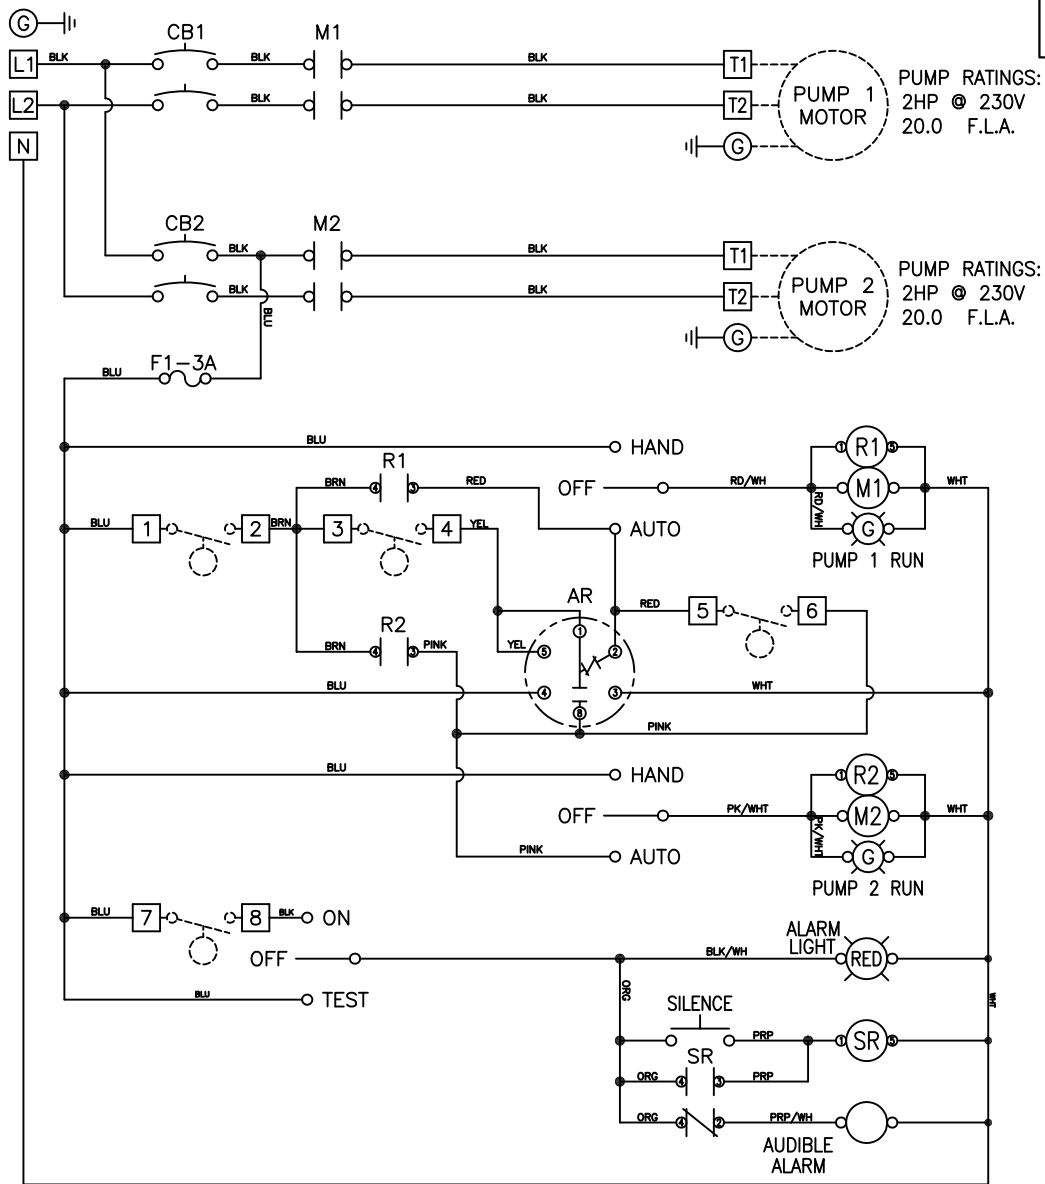 G
CB1 M1
L1 BLK BLK BLK T1
PUMP RATINGS:
L2 BLK BLK T2
PUMP 1
MOTOR
2HP @ 230V
20.0 F.L.A.
N
G
CB2 M2
BLK BLK T1
PUMP RATINGS:
BLK BLK T2
PUMP 2
MOTOR
2HP @ 230V
20.0 F.L.A.
BLU
G
F1-3A
BLU
BLU HAND
1 R1 5
R1
BRN 4 3 RED
OFF RD/WH M1 WHT
RD/WH
BLU 1 2 BRN 3 4 YEL AUTO
G
PUMP 1 RUN
AR
1
RED 5 6
R2
BRN 4 3 PINK
YEL 5 2
BLU 4 3 WHT
8
PINK
BLU HAND
1 R2 5
OFF PK/WHT M2 WHT
PK/WHT
PINK AUTO
G
PUMP 2 RUN
BLU 7 8 BLK ON
ALARM
LIGHT
OFF BLK/WH RED
BLU TEST
ORG
WHT
SILENCE
PRP 1 SR 5
SR
ORG 4 3 PRP
ORG 4 2 PRP/WH
AUDIBLE
ALARM